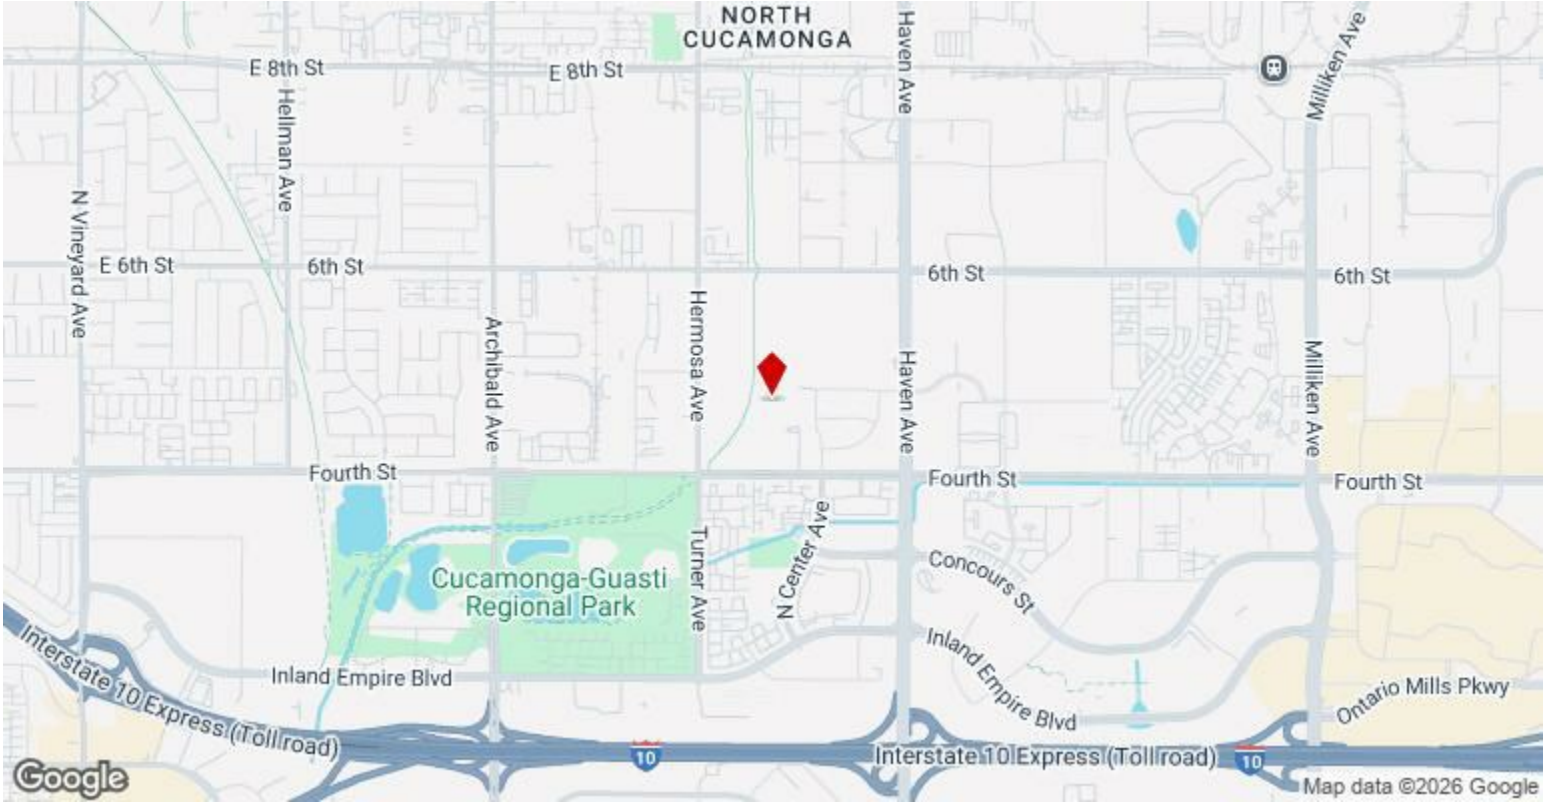 NORTH
CUCAMONGA
E 8th St
E 8th St
Hellman Ave
Haven Ave
Milliken Ave
N Vineyard Ave
E 6th St
6th St
6th St
6th St
Archibald Ave
Hermosa Ave
Haven Ave
Milliken Ave
Fourth St
Fourth St
Fourth St
Turner Ave
N Center Ave
Concours St
Cucamonga-Guasti
Regional Park
Inland Empire Blvd
Inland Empire Blvd
Ontario Mills Pkwy
Interstate 10 Express (Toll road)
10
Interstate 10 Express (Toll road)
10
Google
Map data ©2026 Google